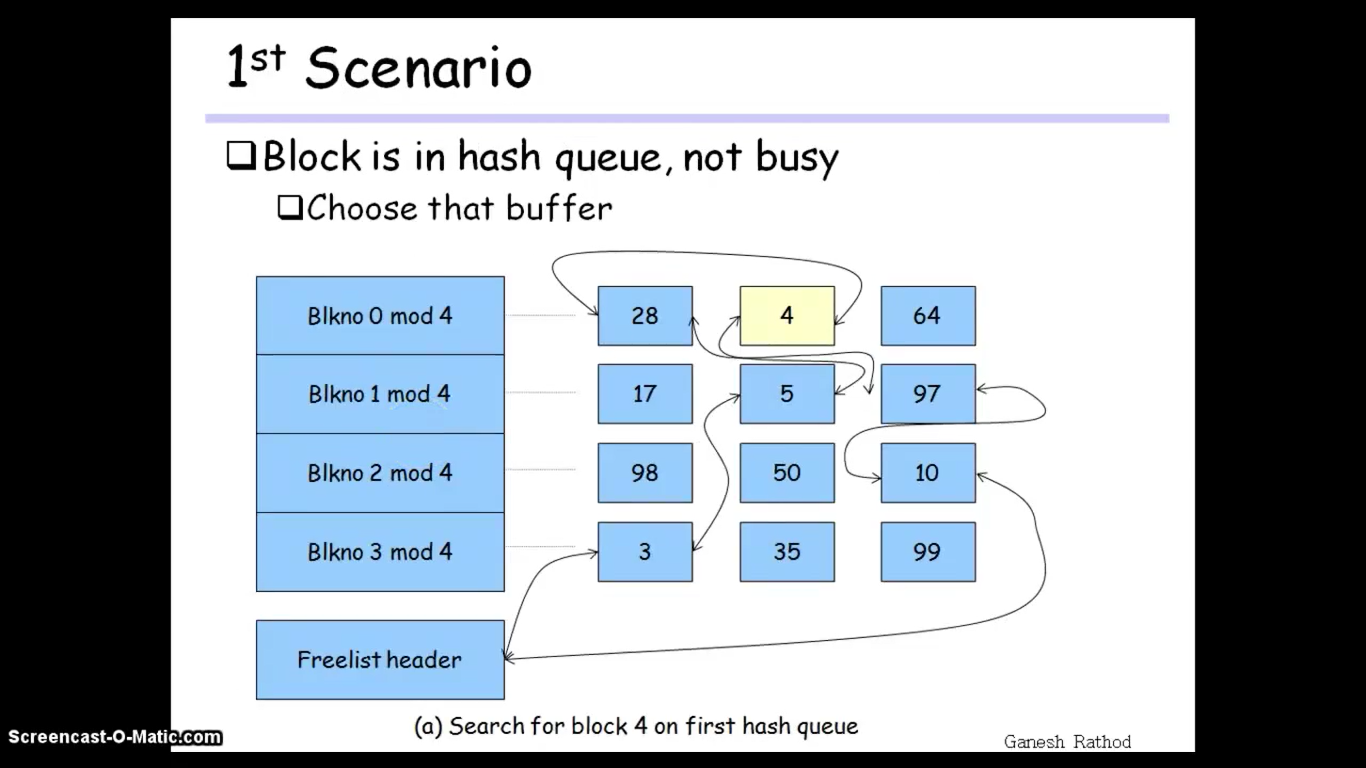 1st Scenario
❑Block is in hash queue, not busy
❑Choose that buffer
Blkno 0 mod 4 28 4 64
Blkno 1 mod 4 17 5 97
Blkno 2 mod 4 98 50 10
Blkno 3 mod 4 3 35 99
Freelist header
(a) Search for block 4 on first hash queue
Screencast-O-Matic.com
Ganesh Rathod